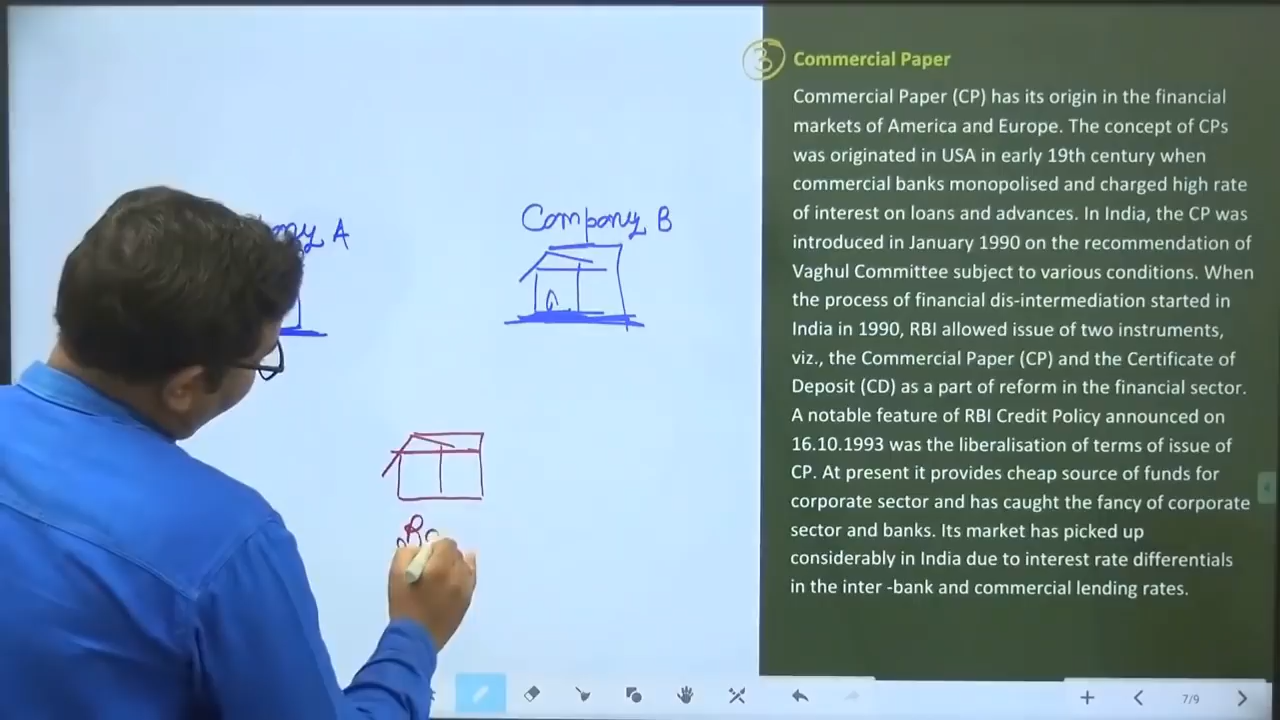 3 Commercial Paper
Commercial Paper (CP) has its origin in the financial
markets of America and Europe. The concept of CPs
was originated in USA in early 19th century when
commercial banks monopolised and charged high rate
of interest on loans and advances. In India, the CP was
introduced in January 1990 on the recommendation of
Vaghul Committee subject to various conditions. When
the process of financial dis-intermediation started in
India in 1990, RBI allowed issue of two instruments,
viz., the Commercial Paper (CP) and the Certificate of
Deposit (CD) as a part of reform in the financial sector.
A notable feature of RBI Credit Policy announced on
16.10.1993 was the liberalisation of terms of issue of
CP. At present it provides cheap source of funds for
corporate sector and has caught the fancy of corporate
sector and banks. Its market has picked up
considerably in India due to interest rate differentials
in the inter -bank and commercial lending rates.
A
Company B
7/9